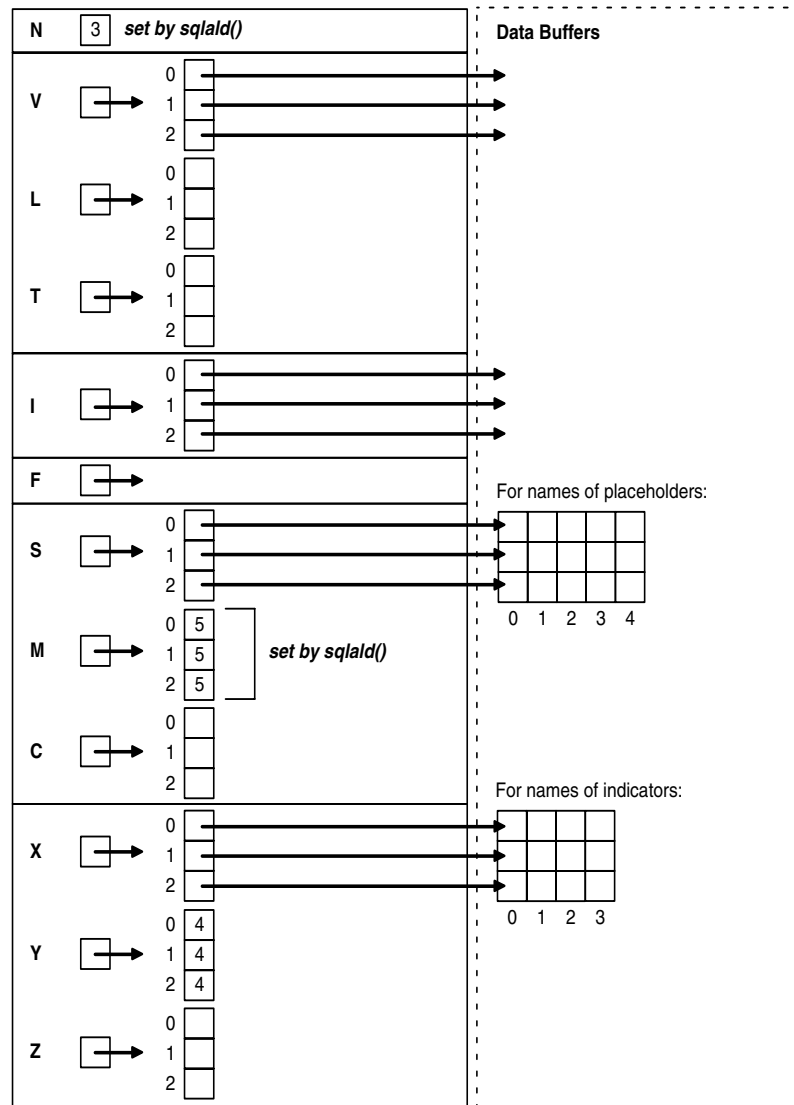 N 3 set by sqlald()
Data Buffers
V
0
1
2
L
0
1
2
T
0
1
2
I
0
1
2
F
For names of placeholders:
S
0
1
2
0 1 2 3 4
M
0 5
1 5
2 5
set by sqlald()
C
0
1
2
For names of indicators:
X
0
1
2
0 1 2 3
Y
0 4
1 4
2 4
Z
0
1
2